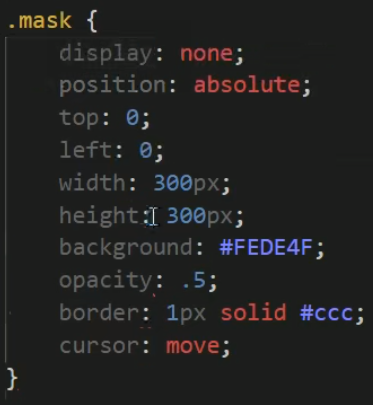 .mask {
display: none;
position: absolute;
top: 0;
left: 0;
width: 300px;
height: 300px;
background: #FEDE4F;
opacity: .5;
border: 1px solid #ccc;
cursor: move;
}